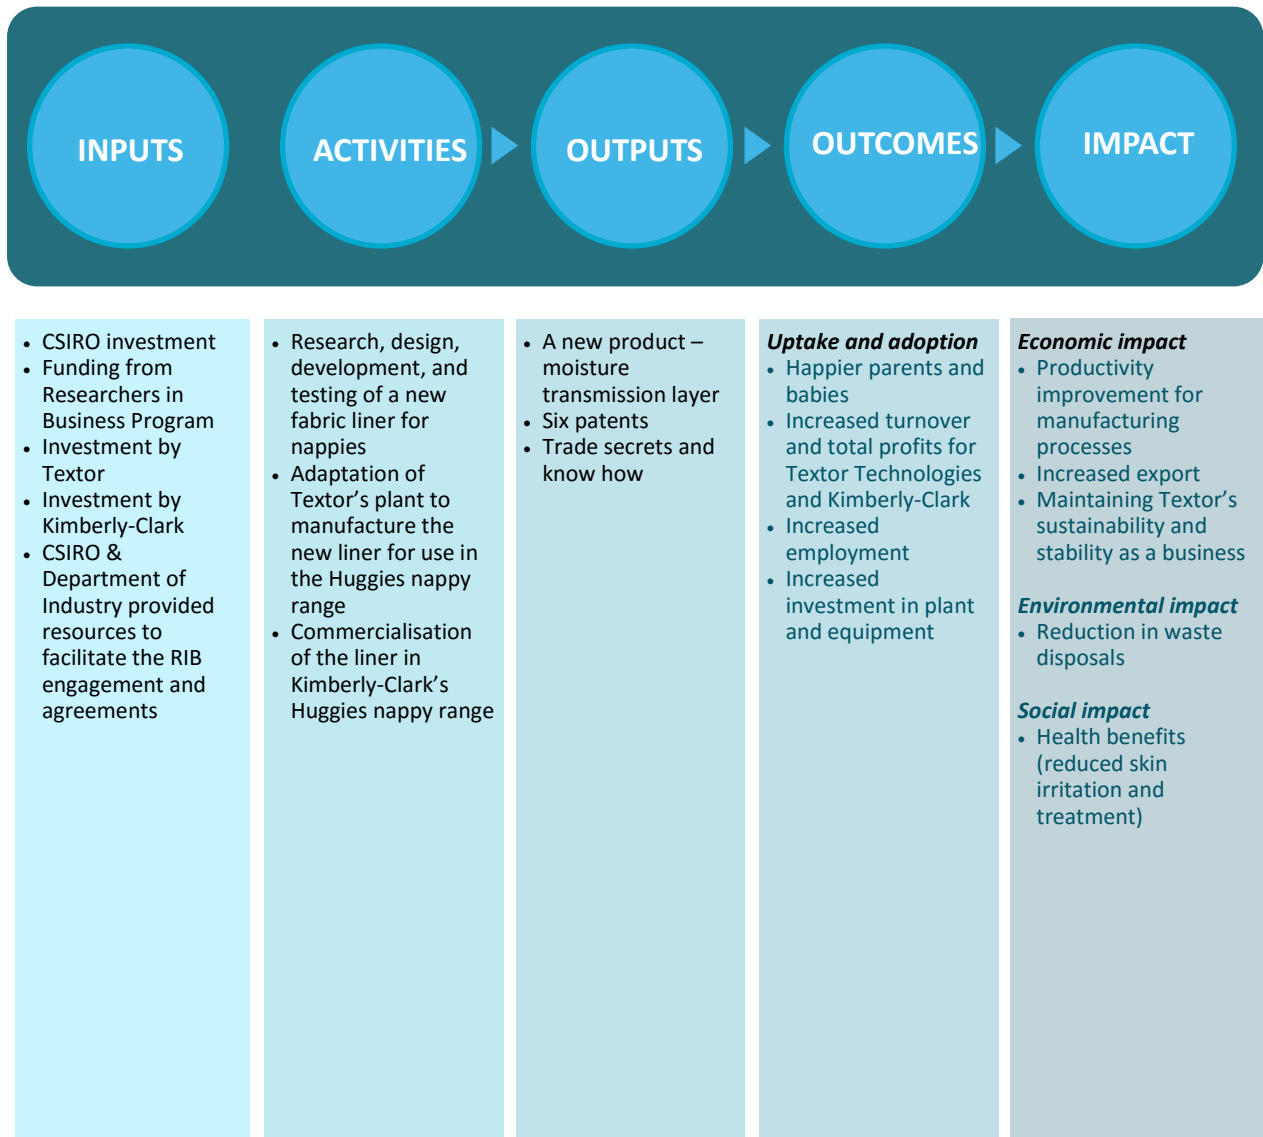 INPUTS
ACTIVITIES
OUTPUTS
OUTCOMES
IMPACT
• CSIRO investment
• Funding from
Researchers in
Business Program
• Investment by
Textor
• Investment by
Kimberly-Clark
• CSIRO &
Department of
Industry provided
resources to
facilitate the RIB
engagement and
agreements
• Research, design,
development, and
testing of a new
fabric liner for
nappies
• Adaptation of
Textor’s plant to
manufacture the
new liner for use in
the Huggies nappy
range
• Commercialisation
of the liner in
Kimberly-Clark’s
Huggies nappy range
• A new product –
moisture
transmission layer
• Six patents
• Trade secrets and
know how
Uptake and adoption
• Happier parents and
babies
• Increased turnover
and total profits for
Textor Technologies
and Kimberly-Clark
• Increased
employment
• Increased
investment in plant
and equipment
Economic impact
• Productivity
improvement for
manufacturing
processes
• Increased export
• Maintaining Textor’s
sustainability and
stability as a business
Environmental impact
• Reduction in waste
disposals
Social impact
• Health benefits
(reduced skin
irritation and
treatment)